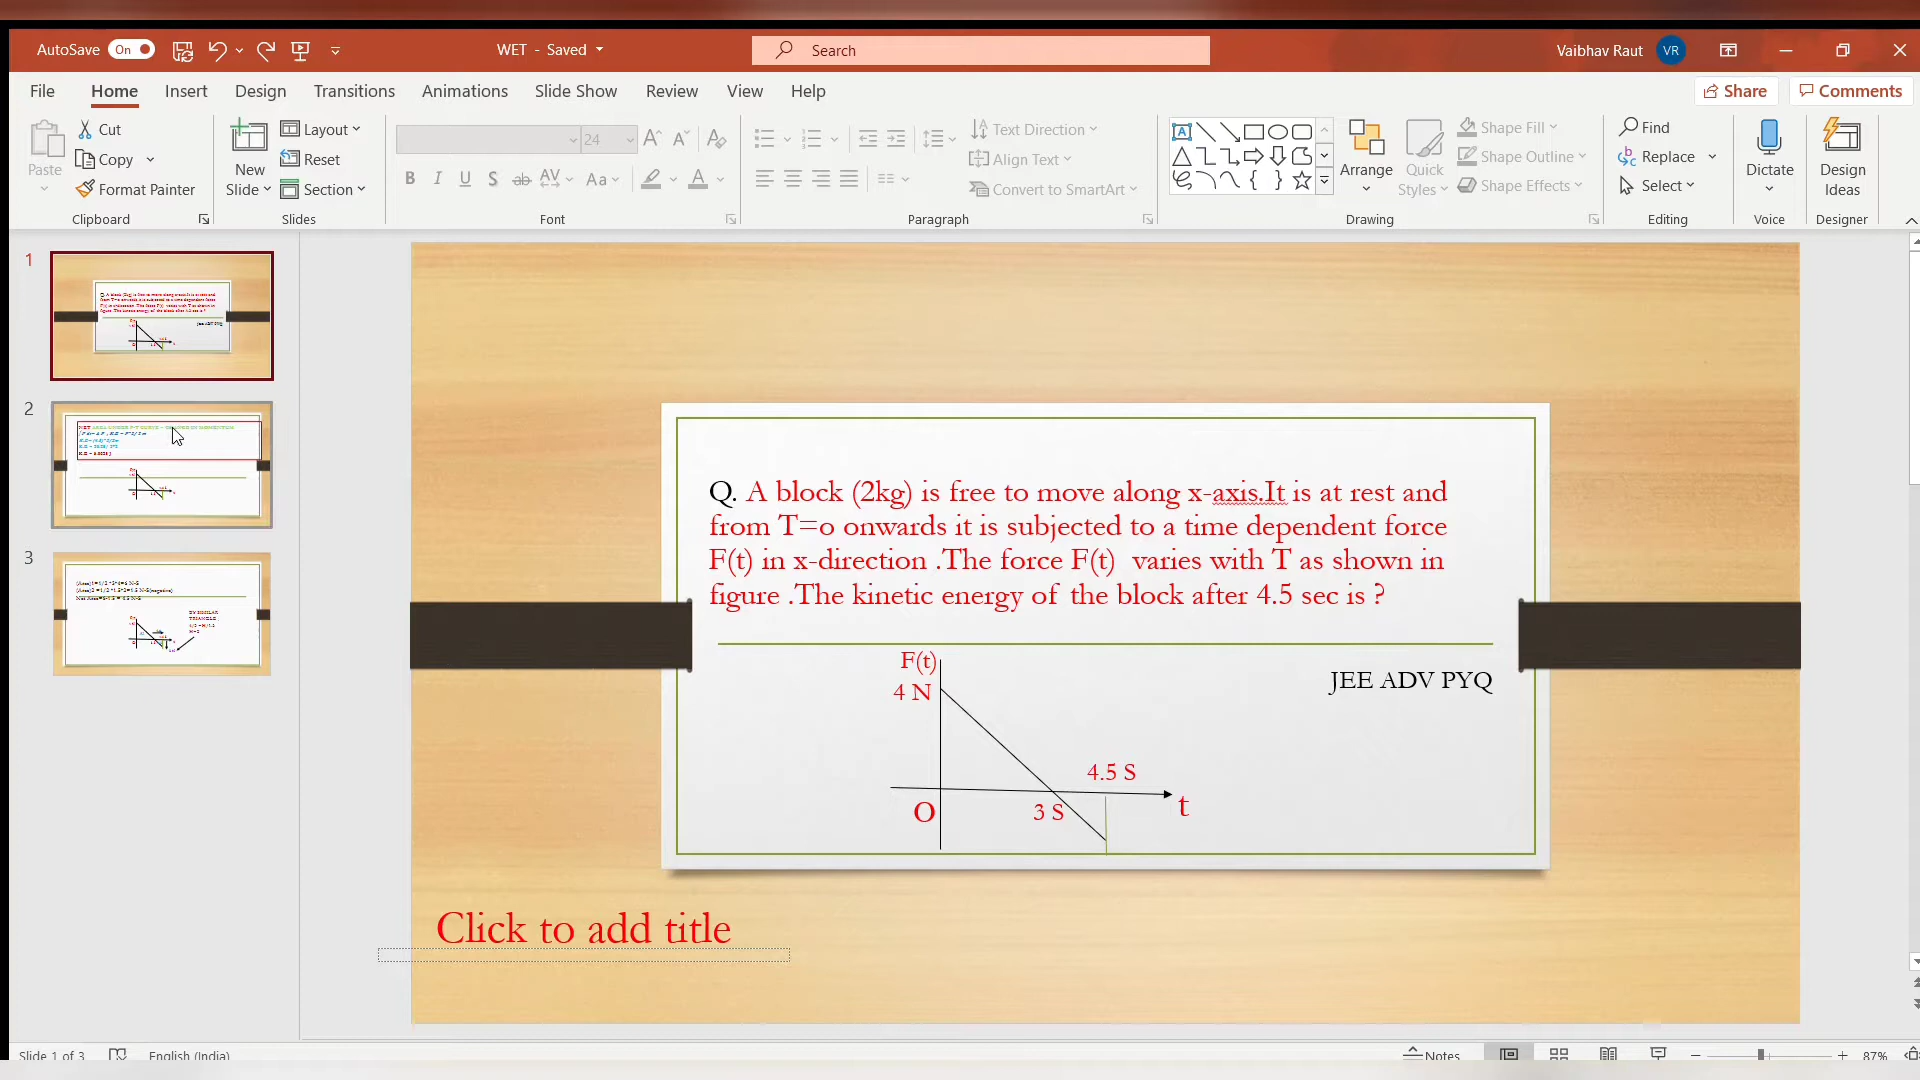 AutoSave On
WET - Saved
Search
Vaibhav Raut VR
File Home Insert Design Transitions Animations Slide Show Review View Help
Share Comments
Paste
Cut
Copy
Format Painter
Clipboard
New
Slide
Layout
Reset
Section
Slides
24
Font
Text Direction
Align Text
Convert to SmartArt
Paragraph
Arrange
Quick
Styles
Shape Fill
Shape Outline
Shape Effects
Drawing
Find
Replace
Select
Editing
Dictate
Voice
Design
Ideas
Designer
1
2
3
Q. A block (2kg) is free to move along x-axis.It is at rest and
from T=o onwards it is subjected to a time dependent force
F(t) in x-direction .The force F(t) varies with T as shown in
figure .The kinetic energy of the block after 4.5 sec is ?
JEE ADV PYQ
F(t)
4 N
4.5 S
O
3 S
t
Click to add title
Slide 1 of 3
English (India)
Notes
87%